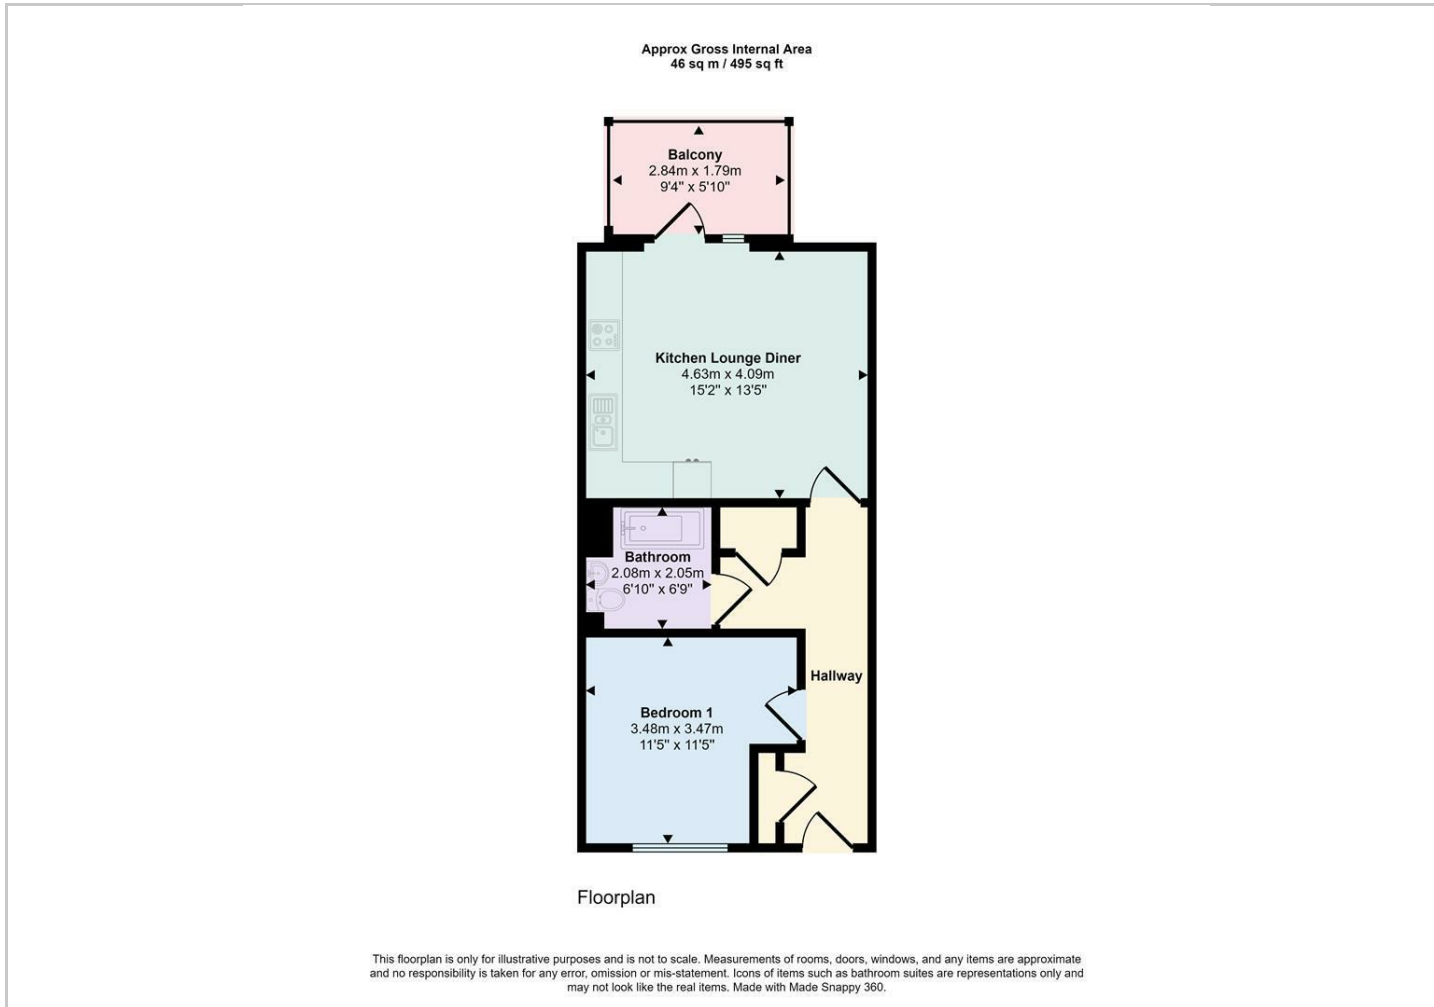 Approx Gross Internal Area
46 sq m / 495 sq ft
Balcony
2.84m x 1.79m
9'4" x 5'10"
Kitchen Lounge Diner
4.63m x 4.09m
15'2" x 13'5"
Bathroom
2.08m x 2.05m
6'10" x 6'9"
Hallway
Bedroom 1
3.48m x 3.47m
11'5" x 11'5"
Floorplan
This floorplan is only for illustrative purposes and is not to scale. Measurements of rooms, doors, windows, and any items are approximate
and no responsibility is taken for any error, omission or mis-statement. Icons of items such as bathroom suites are representations only and
may not look like the real items. Made with Made Snappy 360.